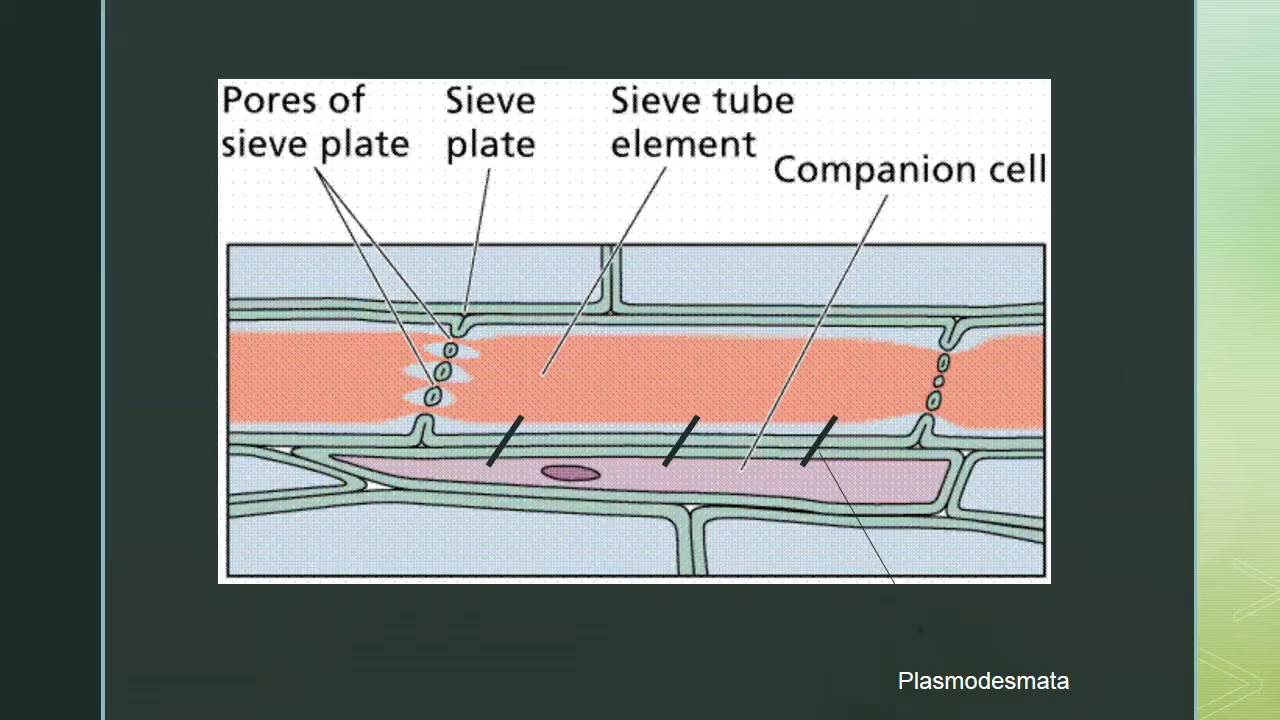 Pores of
sieve plate
Sieve
plate
Sieve tube
element
Companion cell
Plasmodesmata